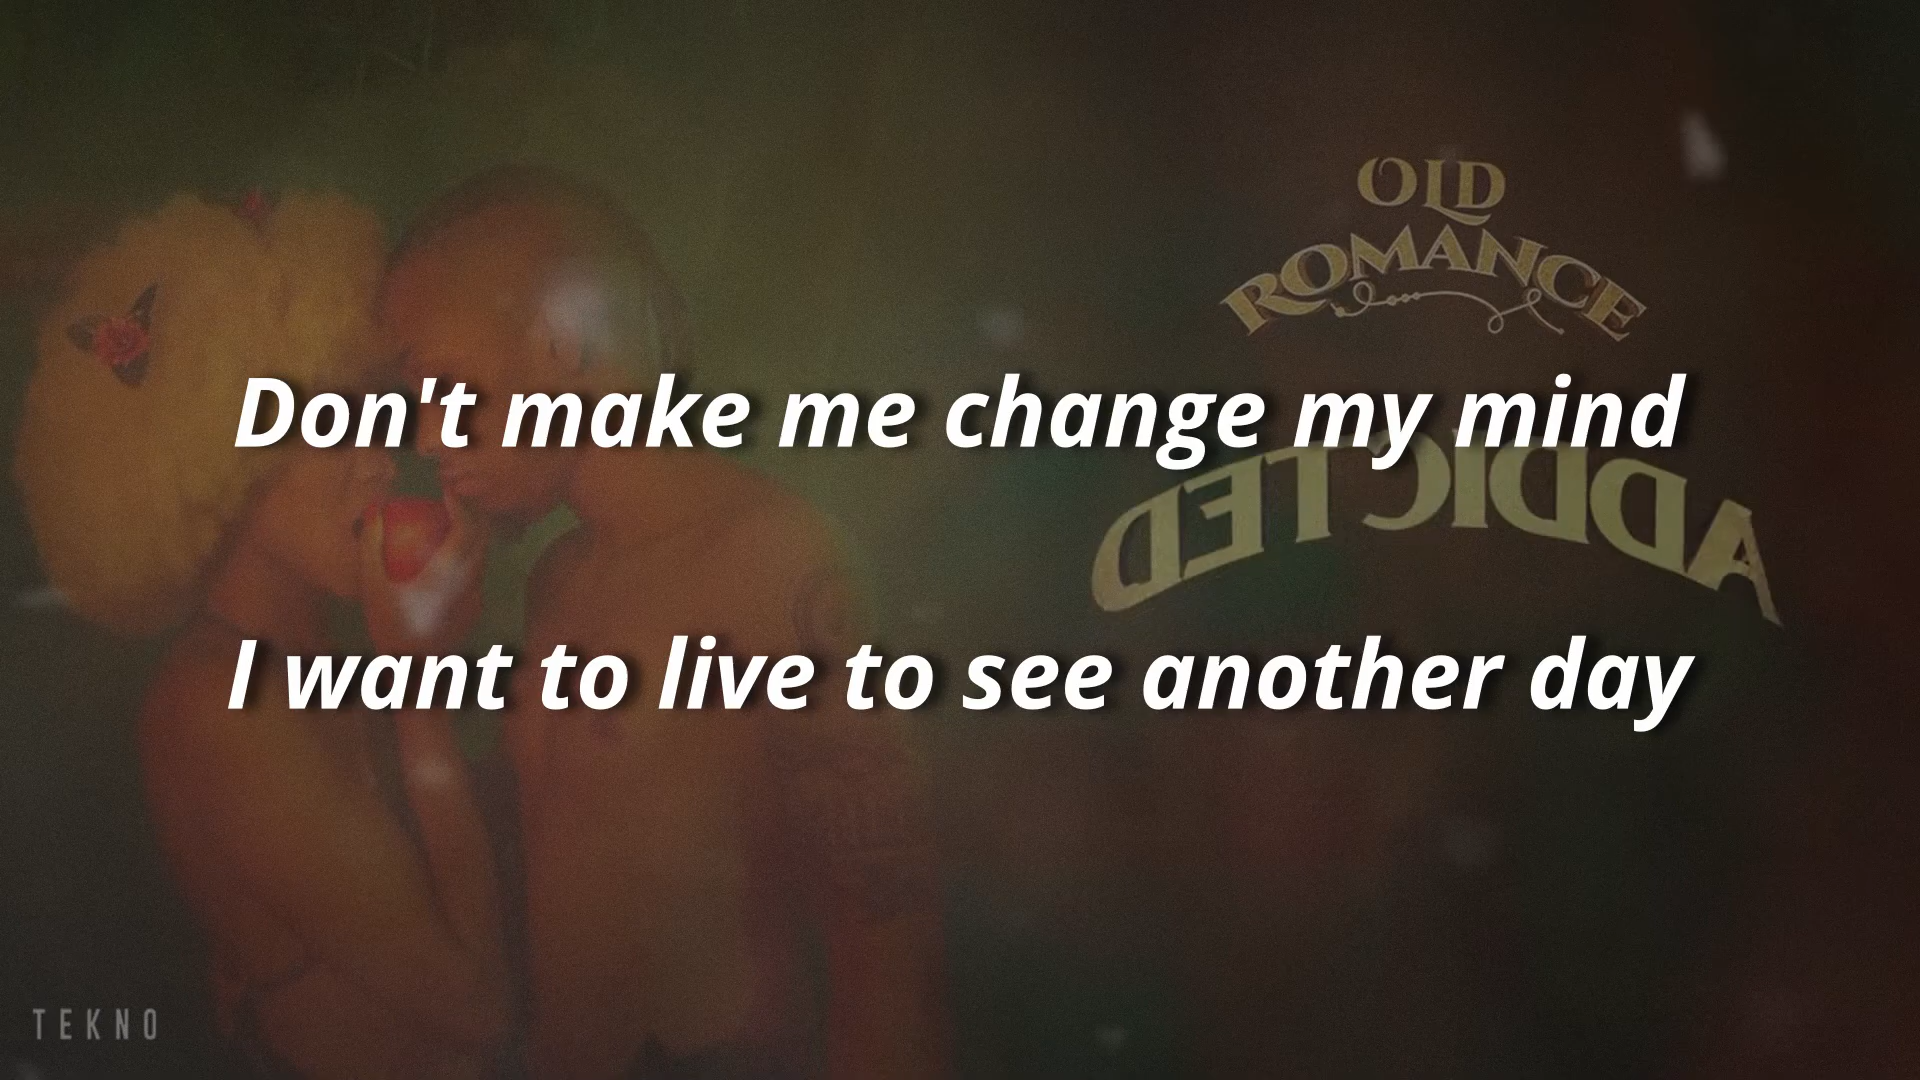 OLD
ROMANCE
Don't make me change my mind
ADDICTED
I want to live to see another day
TEKNO